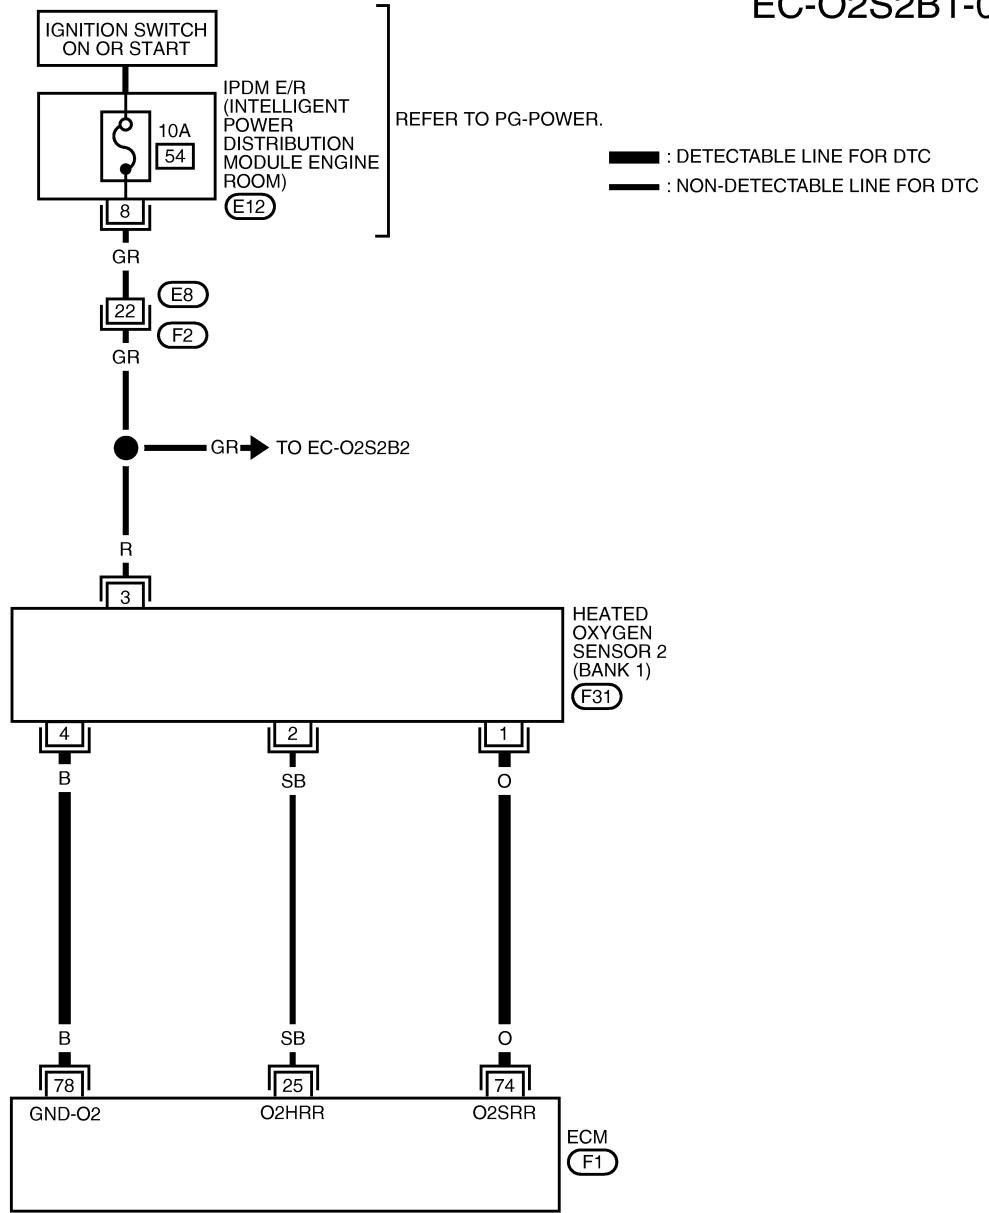 EC-O2S2B1-0
IGNITION SWITCH
ON OR START
IPDM E/R
(INTELLIGENT
POWER
DISTRIBUTION
MODULE ENGINE
ROOM)
E12
10A
54
REFER TO PG-POWER.
: DETECTABLE LINE FOR DTC
: NON-DETECTABLE LINE FOR DTC
8
GR
22
E8
F2
GR
GR
TO EC-O2S2B2
R
3
HEATED
OXYGEN
SENSOR 2
(BANK 1)
F31
4
2
1
B
SB
O
B
SB
O
78
25
74
GND-O2
O2HRR
O2SRR
ECM
F1